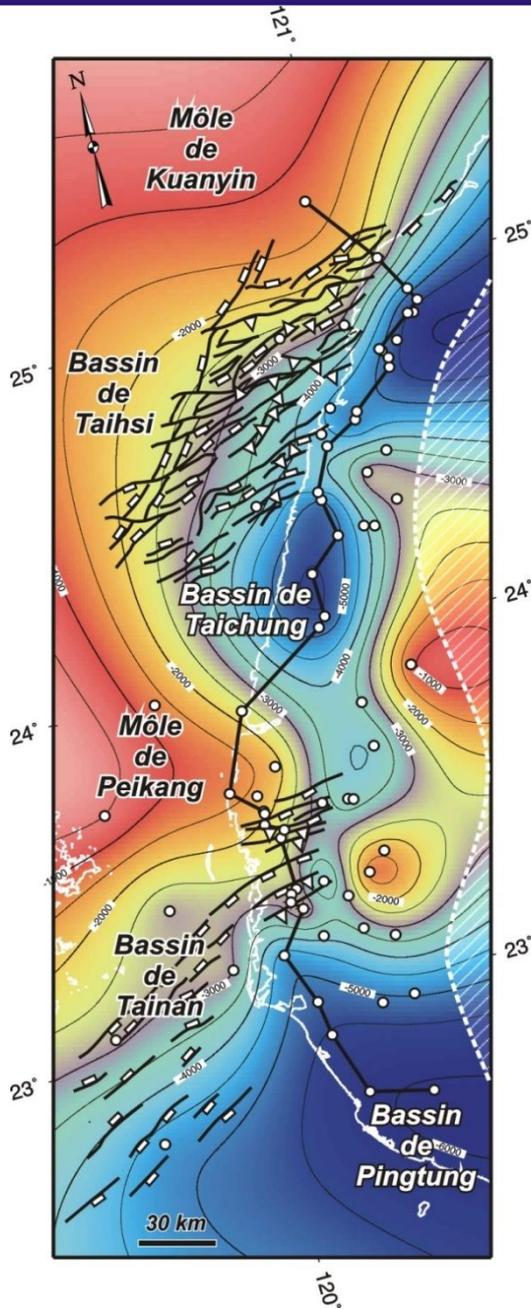 121°
N
Môle
de
Kuanyin
25°
-2000
Bassin
de
Taihsi
25°
-3000
-4000
-3000
Bassin de
Taichung
-5000
24°
-4000
-1000
-2000
-2000
-3000
-3000
24°
Môle
de
Peikang
-1000
-2000
-2000
Bassin
de
Tainan
-3000
23°
-5000
-4000
23°
Bassin
de
Pingtung
-6000
30 km
120°